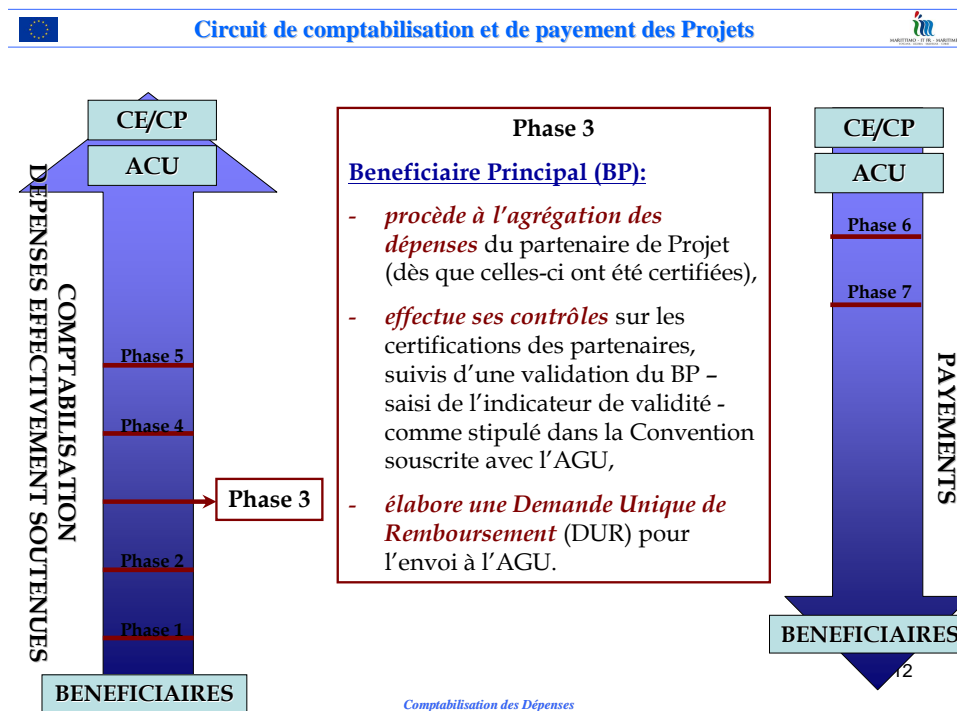 Circuit de comptabilisation et de payement des Projets
MARITTIMO - IT FR - MARITIME
CE/CP
ACU
DEPENSES EFFECTIVEMENT SOUTENUES
COMPTABILISATION
Phase 5
Phase 4
Phase 3
Phase 2
Phase 1
BENEFICIAIRES
Phase 3
Beneficiaire Principal (BP):
- procède à l'agrégation des
dépenses du partenaire de Projet
(dès que celles-ci ont été certifiées),
- effectue ses contrôles sur les
certifications des partenaires,
suivis d'une validation du BP –
saisi de l'indicateur de validité -
comme stipulé dans la Convention
souscrite avec l'AGU,
- élabore une Demande Unique de
Remboursement (DUR) pour
l'envoi à l'AGU.
CE/CP
ACU
Phase 6
Phase 7
PAYEMENTS
BENEFICIAIRES
12
Comptabilisation des Dépenses